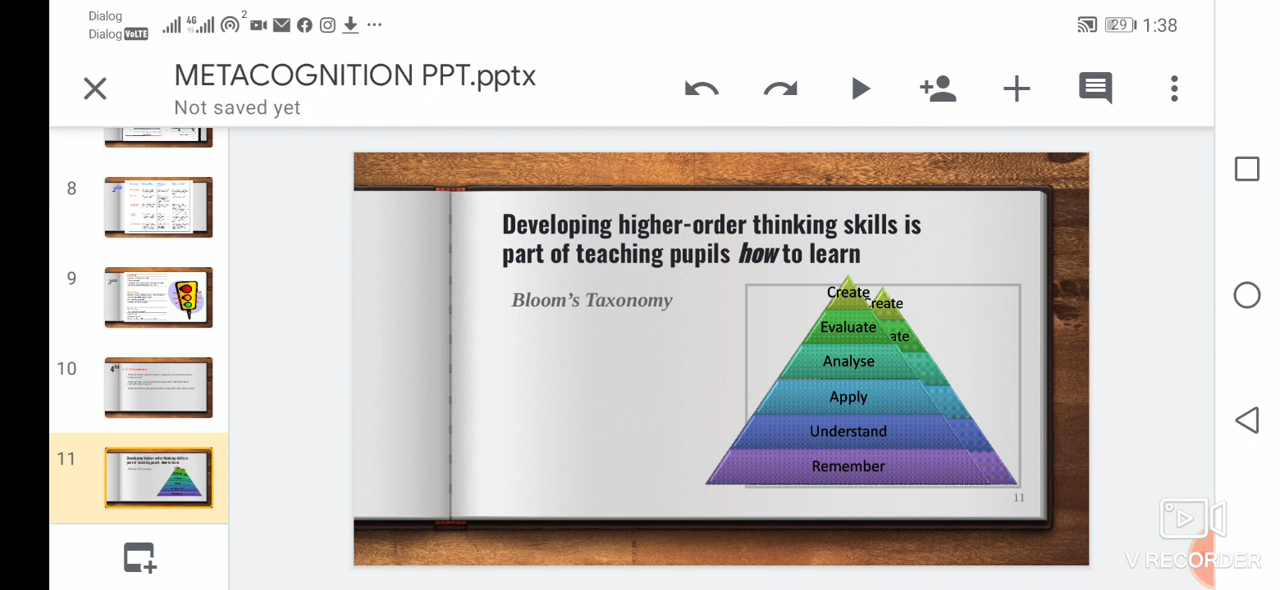 Dialog
Dialog VoLTE
4G
2
29
1:38
METACOGNITION PPT.pptx
Not saved yet
8
9
10
11
Developing higher-order thinking skills is
part of teaching pupils how to learn
Bloom's Taxonomy
Create
reate
Evaluate
ate
Analyse
Apply
Understand
Remember
11
V RECORDER